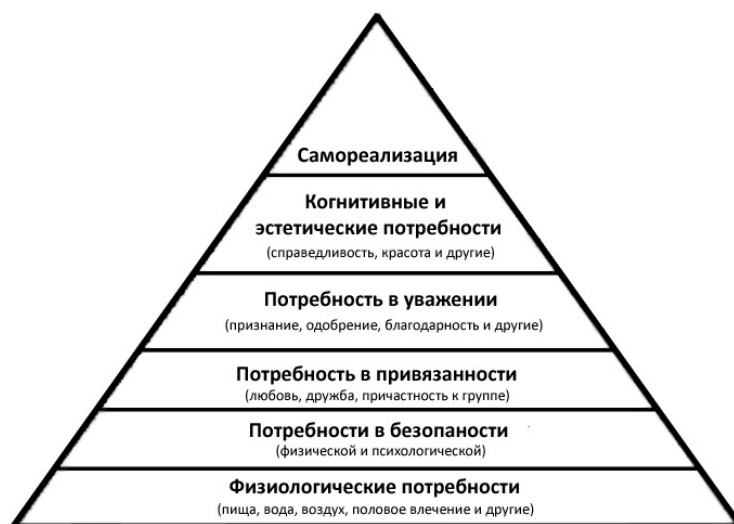 Самореализация
Когнитивные и
эстетические потребности
(справедливость, красота и другие)
Потребность в уважении
(признание, одобрение, благодарность и другие)
Потребность в привязанности
(любовь, дружба, причастность к группе)
Потребности в безопаности
(физической и психологической)
Физиологические потребности
(пища, вода, воздух, половое влечение и другие)